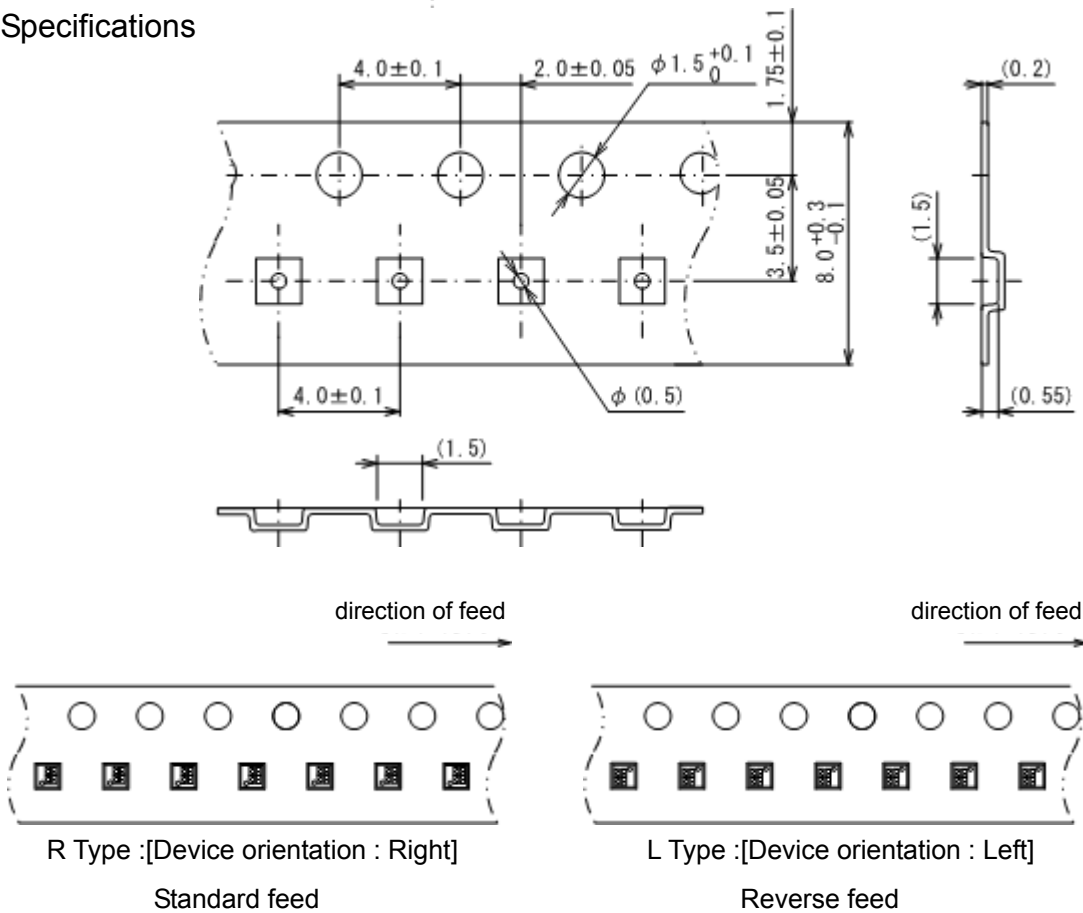 Specifications
4.0±0.1
2.0±0.05
φ1.5 +0.1 0
1.75±0.1
(0.2)
3.5±0.05
8.0 +0.3 -0.1
(1.5)
4.0±0.1
φ(0.5)
(0.55)
(1.5)
direction of feed
direction of feed
R Type :[Device orientation : Right]
L Type :[Device orientation : Left]
Standard feed
Reverse feed